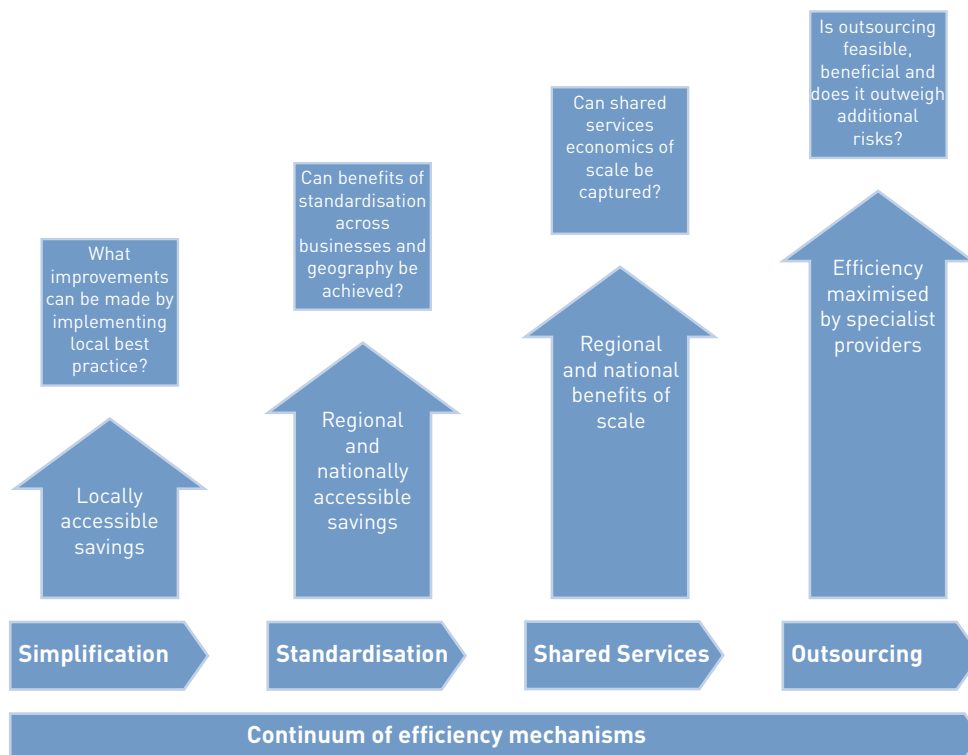 What
improvements
can be made by
implementing
local best
practice?
Locally
accessible
savings
Simplification
Can benefits of
standardisation
across
businesses and
geography be
achieved?
Regional
and
nationally
accessible
savings
Standardisation
Can shared
services
economics of
scale be
captured?
Regional
and national
benefits of
scale
Shared Services
Is outsourcing
feasible,
beneficial and
does it outweigh
additional
risks?
Efficiency
maximised
by specialist
providers
Outsourcing
Continuum of efficiency mechanisms